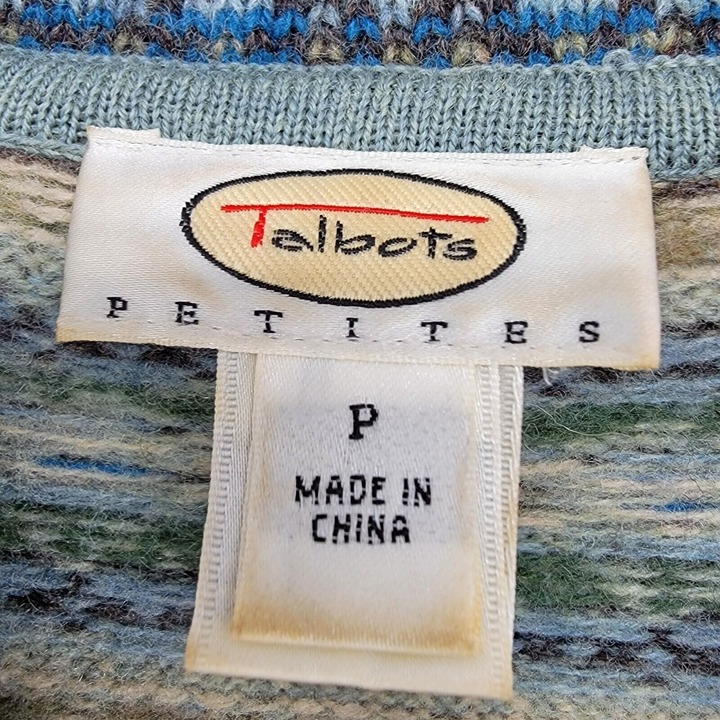 Talbots
PETITES
P
MADE IN
CHINA